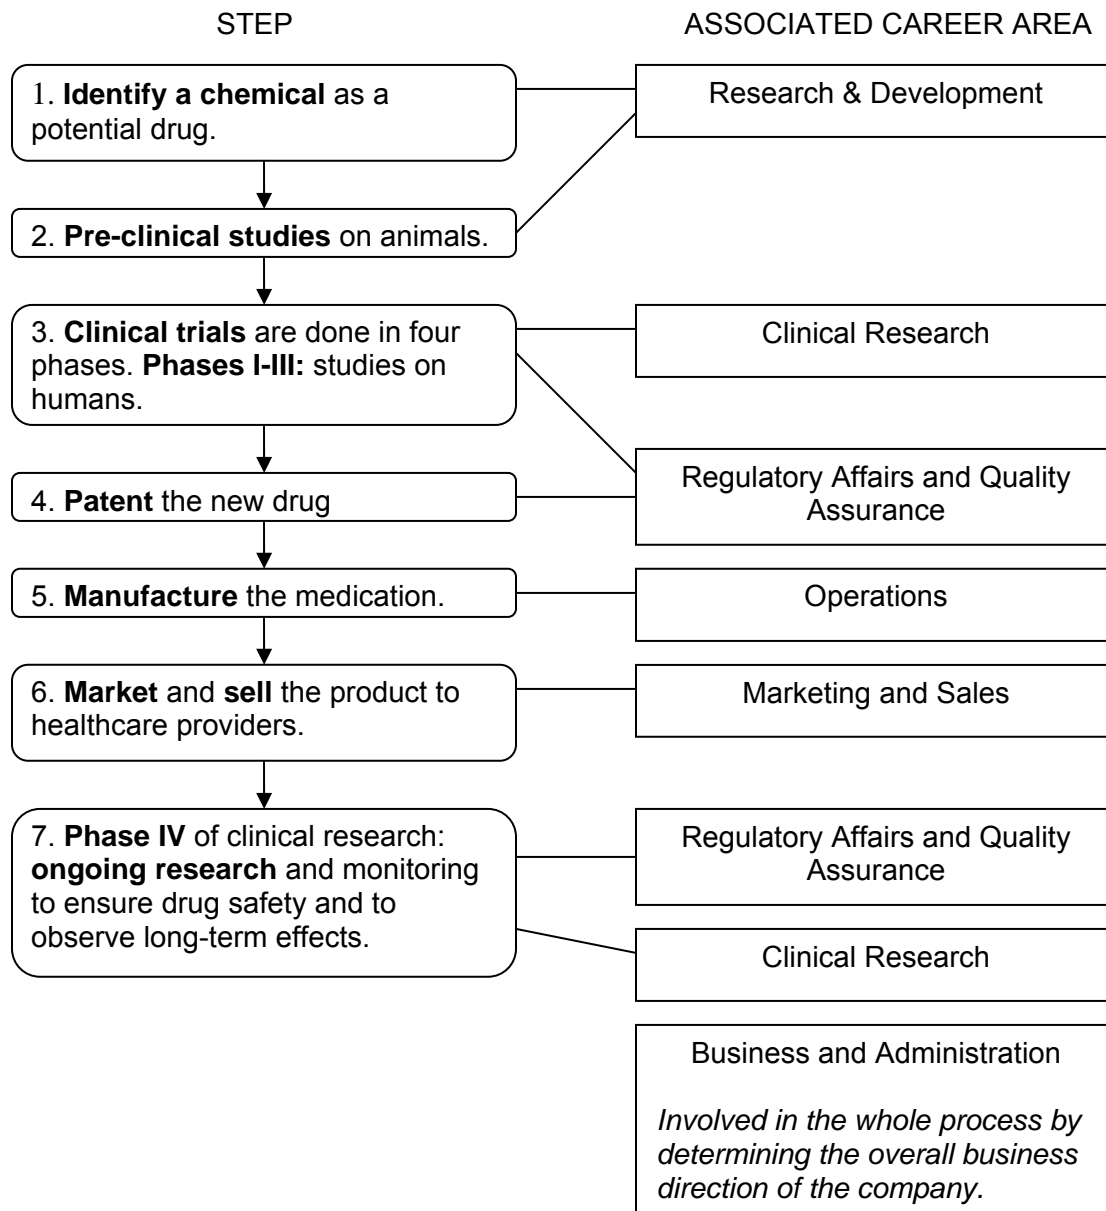 STEP
ASSOCIATED CAREER AREA
1. Identify a chemical as a
potential drug.
Research & Development
2. Pre-clinical studies on animals.
3. Clinical trials are done in four
phases. Phases I-III: studies on
humans.
Clinical Research
Regulatory Affairs and Quality
Assurance
4. Patent the new drug
5. Manufacture the medication.
Operations
6. Market and sell the product to
healthcare providers.
Marketing and Sales
7. Phase IV of clinical research:
ongoing research and monitoring
to ensure drug safety and to
observe long-term effects.
Regulatory Affairs and Quality
Assurance
Clinical Research
Business and Administration
Involved in the whole process by
determining the overall business
direction of the company.